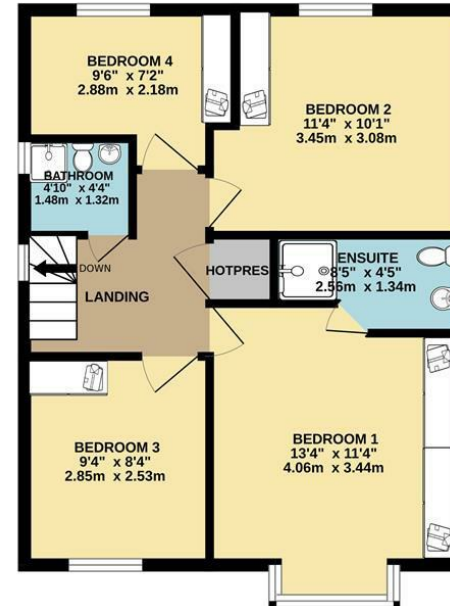 BEDROOM 4
9'6" x 7'2"
2.88m x 2.18m
BEDROOM 2
11'4" x 10'1"
3.45m x 3.08m
BATHROOM
4'10" x 4'4"
1.48m x 1.32m
DOWN
LANDING
HOTPRES
ENSUITE
8'5" x 4'5"
2.56m x 1.34m
BEDROOM 3
9'4" x 8'4"
2.85m x 2.53m
BEDROOM 1
13'4" x 11'4"
4.06m x 3.44m